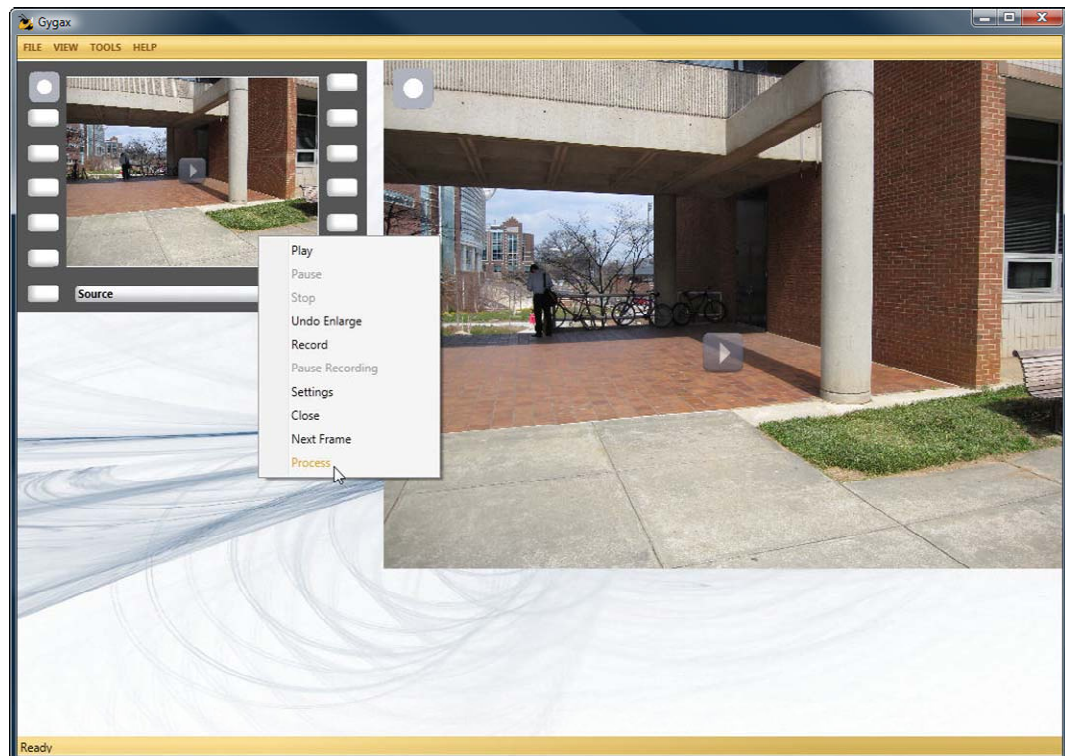 Gygax
FILE VIEW TOOLS HELP
Source
Play
Pause
Stop
Undo Enlarge
Record
Pause Recording
Settings
Close
Next Frame
Process
Ready